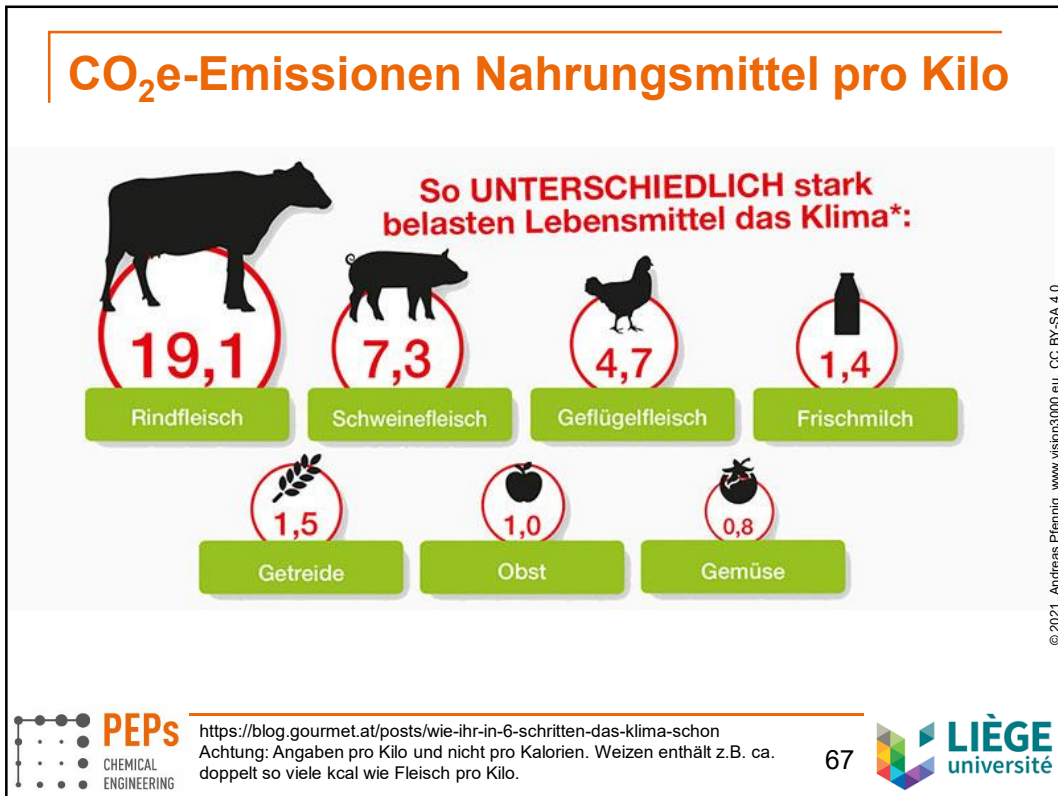 CO₂e-Emissionen Nahrungsmittel pro Kilo
So UNTERSCHIEDLICH stark
belasten Lebensmittel das Klima*:
19,1
Rindfleisch
7,3
Schweinefleisch
4,7
Geflügelfleisch
1,4
Frischmilch
1,5
Getreide
1,0
Obst
0,8
Gemüse
© 2021 Andreas Pfennig www.vision3000.eu CC BY-SA 4.0
PEPs
CHEMICAL
ENGINEERING
https://blog.gourmet.at/posts/wie-ihr-in-6-schritten-das-klima-schon
Achtung: Angaben pro Kilo und nicht pro Kalorien. Weizen enthält z.B. ca.
doppelt so viele kcal wie Fleisch pro Kilo.
67
LIÈGE
université